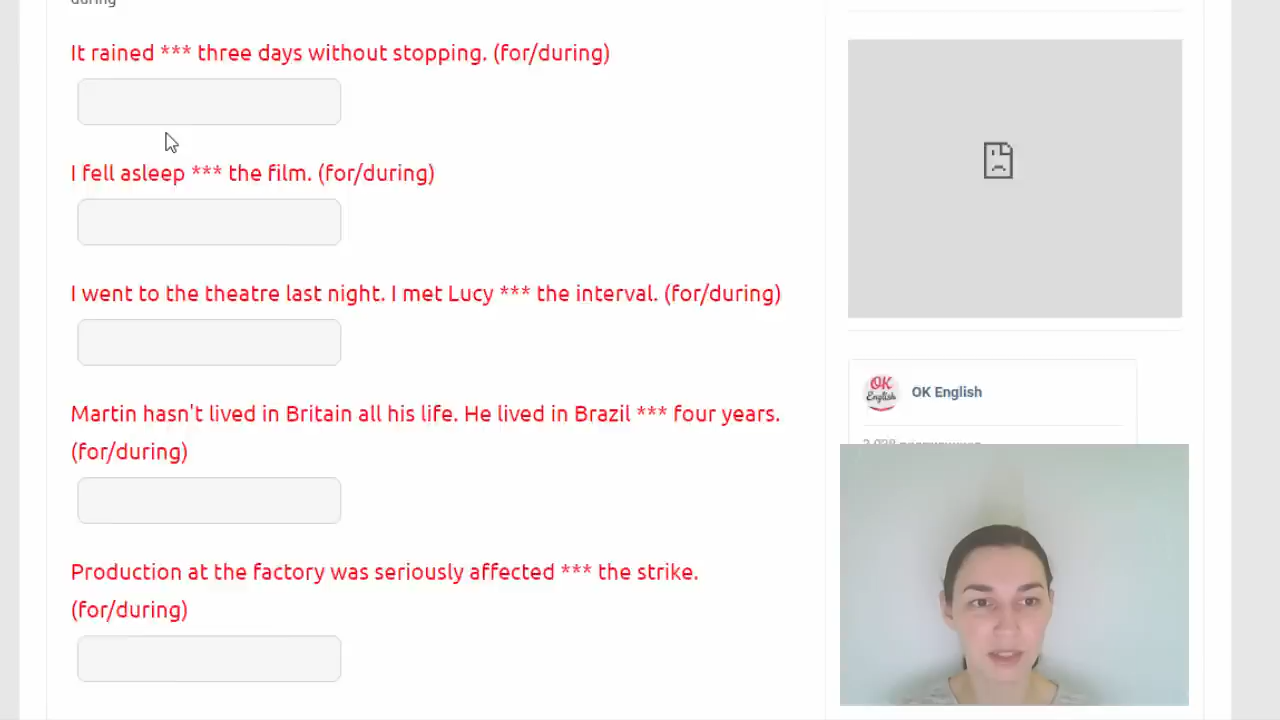 during
It rained *** three days without stopping. (for/during)
I fell asleep *** the film. (for/during)
I went to the theatre last night. I met Lucy *** the interval. (for/during)
Martin hasn't lived in Britain all his life. He lived in Brazil *** four years.
(for/during)
Production at the factory was seriously affected *** the strike.
(for/during)
OK
English
OK English